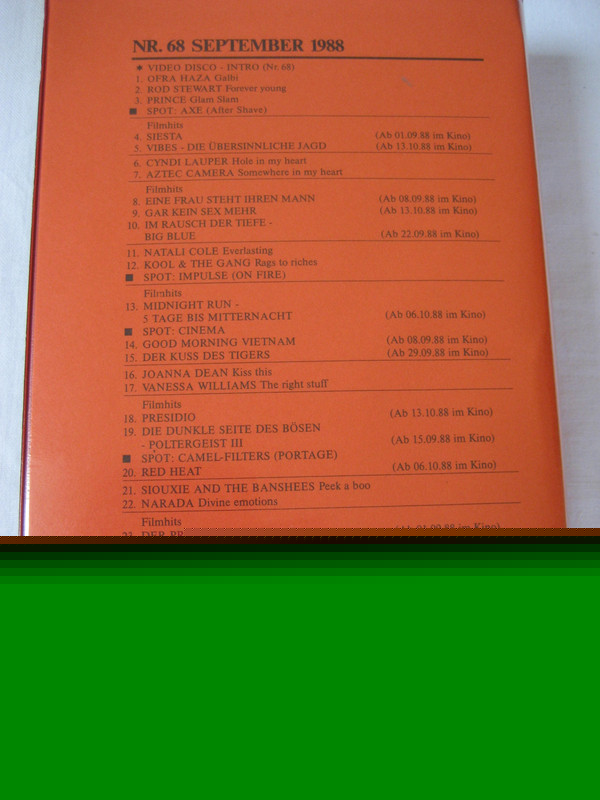 NR. 68 SEPTEMBER 1988
✱ VIDEO DISCO - INTRO (Nr. 68)
1. OFRA HAZA Galbi
2. ROD STEWART Forever young
3. PRINCE Glam Slam
■ SPOT: AXE (After Shave)
Filmhits
4. SIESTA (Ab 01.09.88 im Kino)
5. VIBES - DIE ÜBERSINNLICHE JAGD (Ab 13.10.88 im Kino)
6. CYNDI LAUPER Hole in my heart
7. AZTEC CAMERA Somewhere in my heart
Filmhits
8. EINE FRAU STEHT IHREN MANN (Ab 08.09.88 im Kino)
9. GAR KEIN SEX MEHR (Ab 13.10.88 im Kino)
10. IM RAUSCH DER TIEFE -
BIG BLUE (Ab 22.09.88 im Kino)
11. NATALI COLE Everlasting
12. KOOL & THE GANG Rags to riches
■ SPOT: IMPULSE (ON FIRE)
Filmhits
13. MIDNIGHT RUN -
5 TAGE BIS MITTERNACHT (Ab 06.10.88 im Kino)
■ SPOT: CINEMA
14. GOOD MORNING VIETNAM (Ab 08.09.88 im Kino)
15. DER KUSS DES TIGERS (Ab 29.09.88 im Kino)
16. JOANNA DEAN Kiss this
17. VANESSA WILLIAMS The right stuff
Filmhits
18. PRESIDIO (Ab 13.10.88 im Kino)
19. DIE DUNKLE SEITE DES BÖSEN
- POLTERGEIST III (Ab 15.09.88 im Kino)
■ SPOT: CAMEL-FILTERS (PORTAGE)
20. RED HEAT (Ab 06.10.88 im Kino)
21. SIOUXIE AND THE BANSHEES Peek a boo
22. NARADA Divine emotions
Filmhits
23. DER (Ab 01.09.88 im Kino)